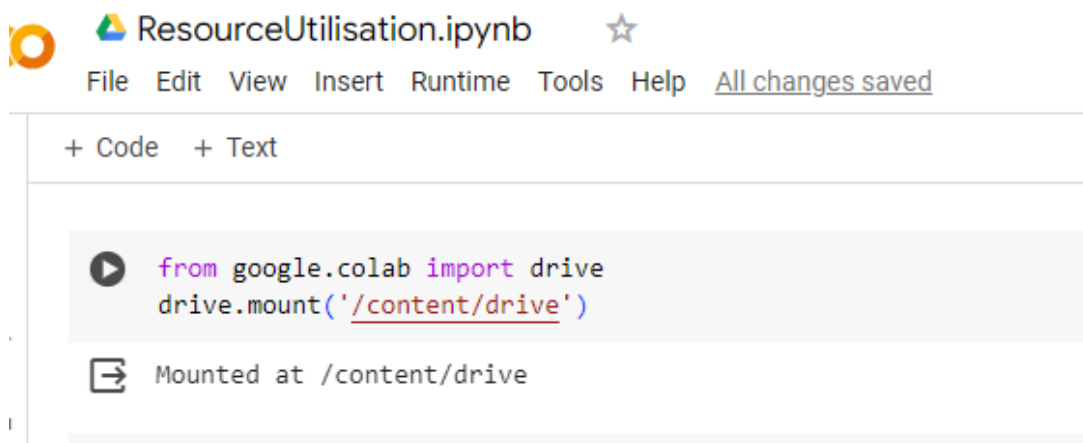 ResourceUtilisation.ipynb
File Edit View Insert Runtime Tools Help All changes saved
+ Code + Text
from google.colab import drive
drive.mount('/content/drive')
Mounted at /content/drive